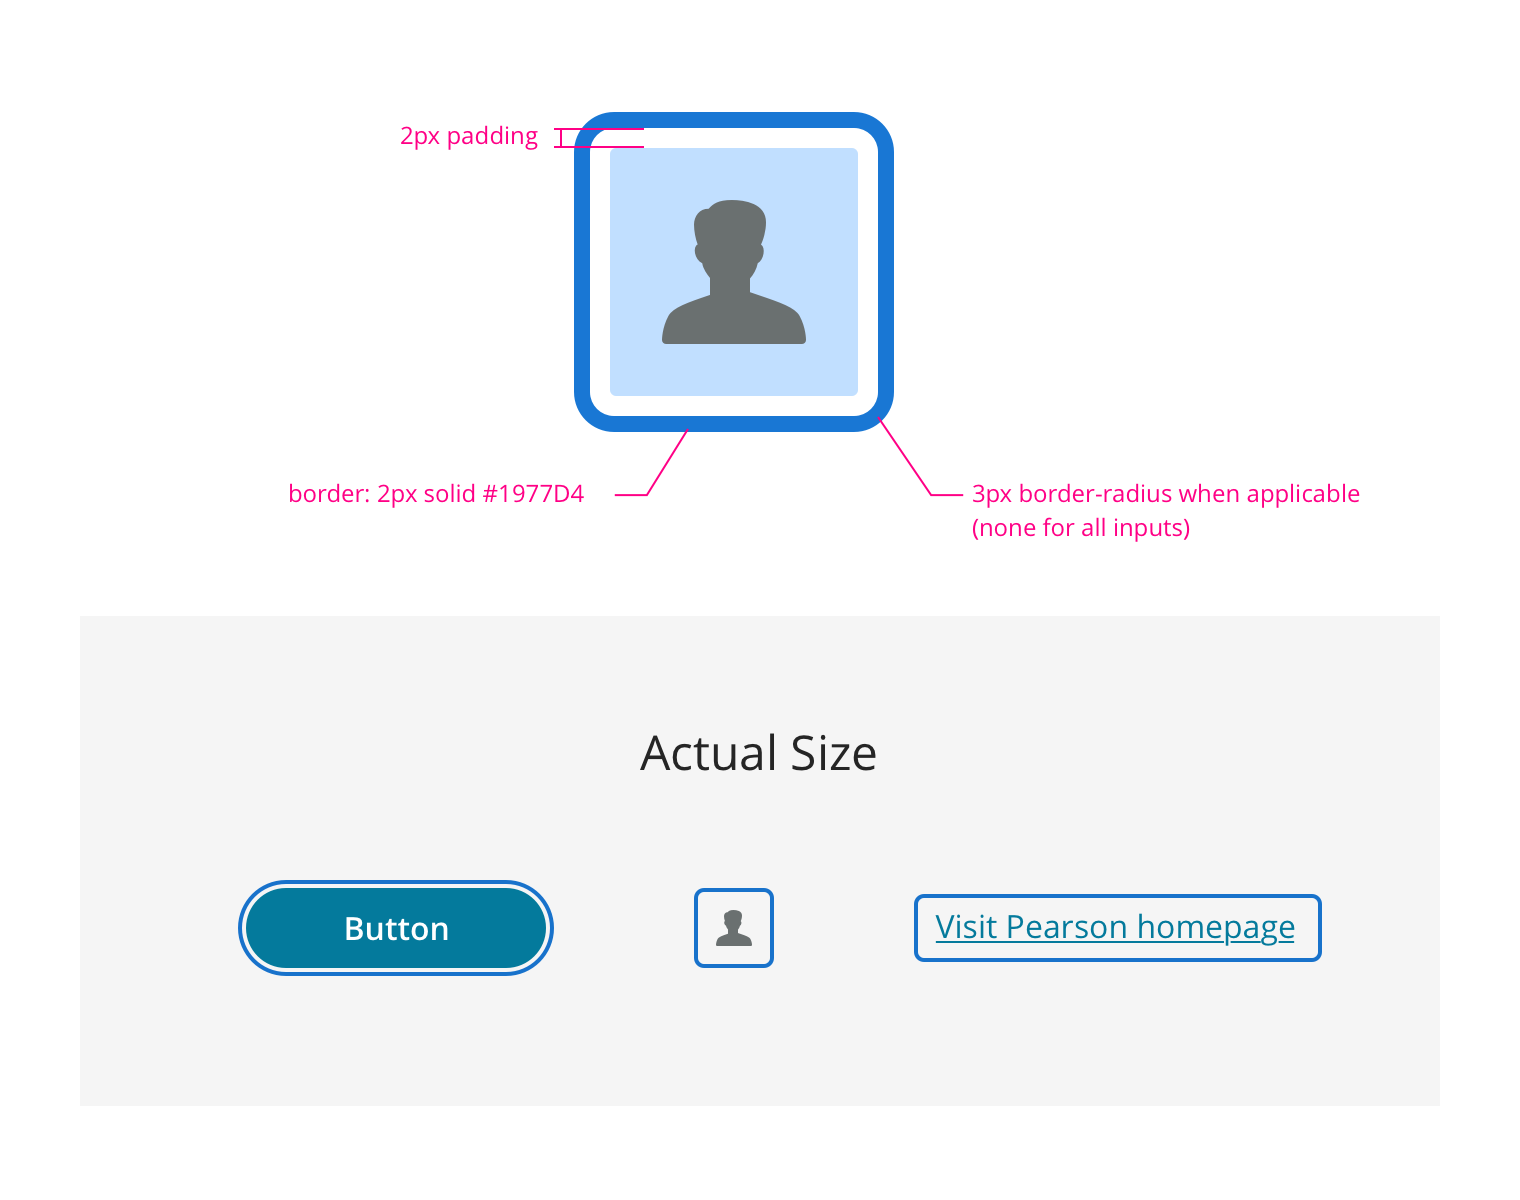 2px padding
border: 2px solid #1977D4
3px border-radius when applicable
(none for all inputs)
Actual Size
Button
Visit Pearson homepage